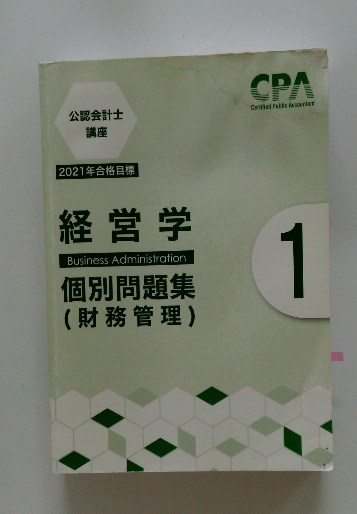 公認会計士
講座
CPA
Certified Public Accountant
2021年合格目標
経営学
Business Administration
個別問題集
(財務管理)
1